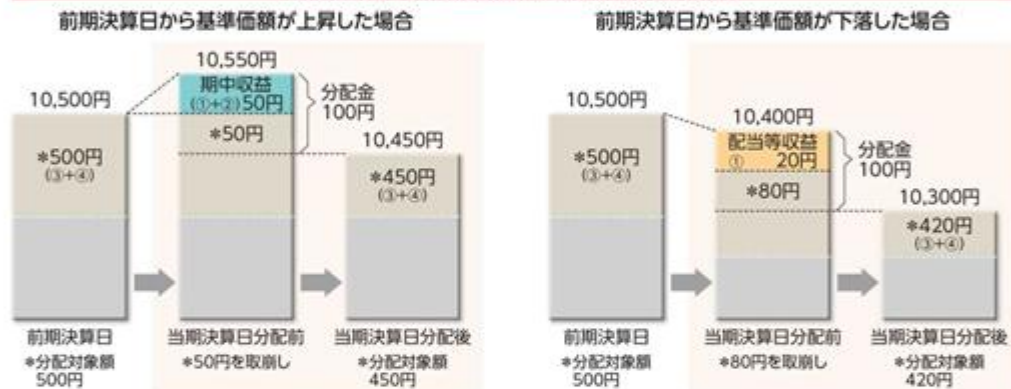 前期決算日から基準価額が上昇した場合
10,550円
期中収益
(①+②)50円
10,500円
分配金
100円
*50円
10,450円
*500円
(③+④)
*450円
(③+④)
前期決算日
当期決算日分配前
当期決算日分配後
*分配対象額
500円
*50円を取崩し
*分配対象額
450円
前期決算日から基準価額が下落した場合
10,500円
10,400円
配当等収益
① 20円
分配金
100円
*500円
(③+④)
*80円
10,300円
*420円
(③+④)
前期決算日
当期決算日分配前
当期決算日分配後
*分配対象額
500円
*80円を取崩し
*分配対象額
420円